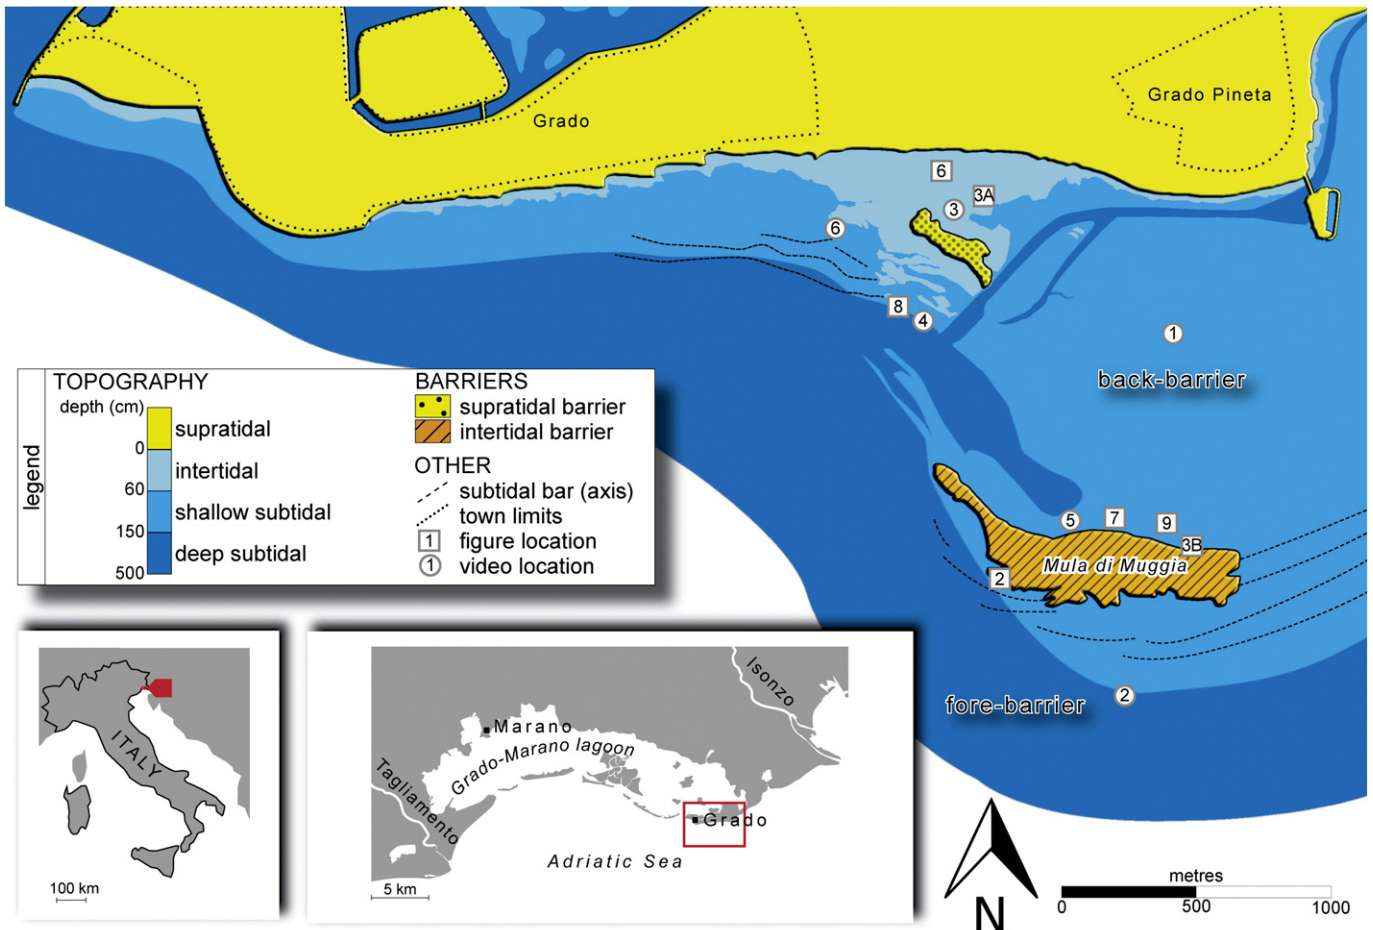 Grado
Grado Pineta
6
3A
3
6
8
4
1
back-barrier
legend
TOPOGRAPHY
depth (cm)
supratidal
0
intertidal
60
shallow subtidal
150
deep subtidal
500
BARRIERS
supratidal barrier
intertidal barrier
OTHER
subtidal bar (axis)
town limits
1 figure location
1 video location
5
7
9
3B
Mula di Muggia
2
2
fore-barrier
ITALY
100 km
Isonzo
Marano
Grado-Marano lagoon
Tagliamento
Grado
Adriatic Sea
5 km
N
metres
0 500 1000